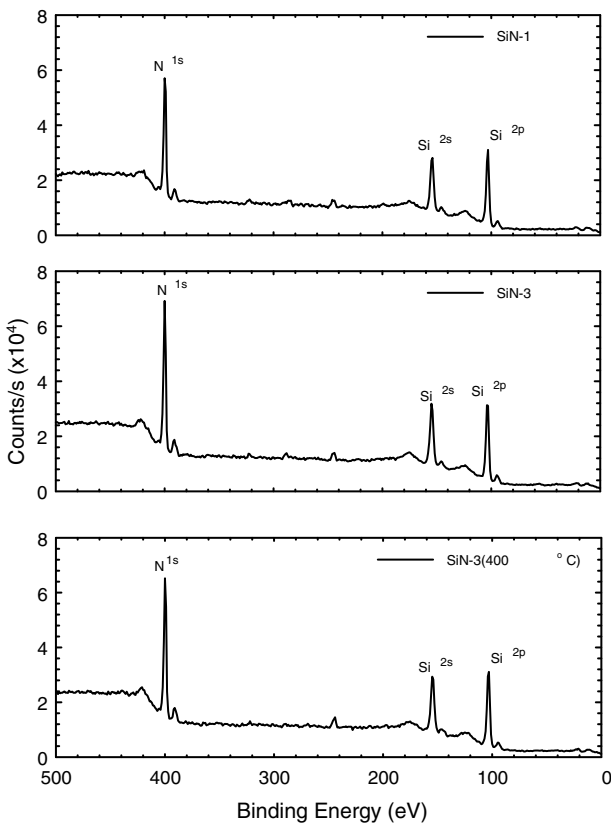 8
6
4
2
0
N 1s
Si 2s
Si 2p
SiN-1
8
6
4
2
0
N 1s
Si 2s
Si 2p
SiN-3
Counts/s (x10⁴)
8
6
4
2
0
N 1s
Si 2s
Si 2p
SiN-3(400 °C)
500 400 300 200 100 0
Binding Energy (eV)